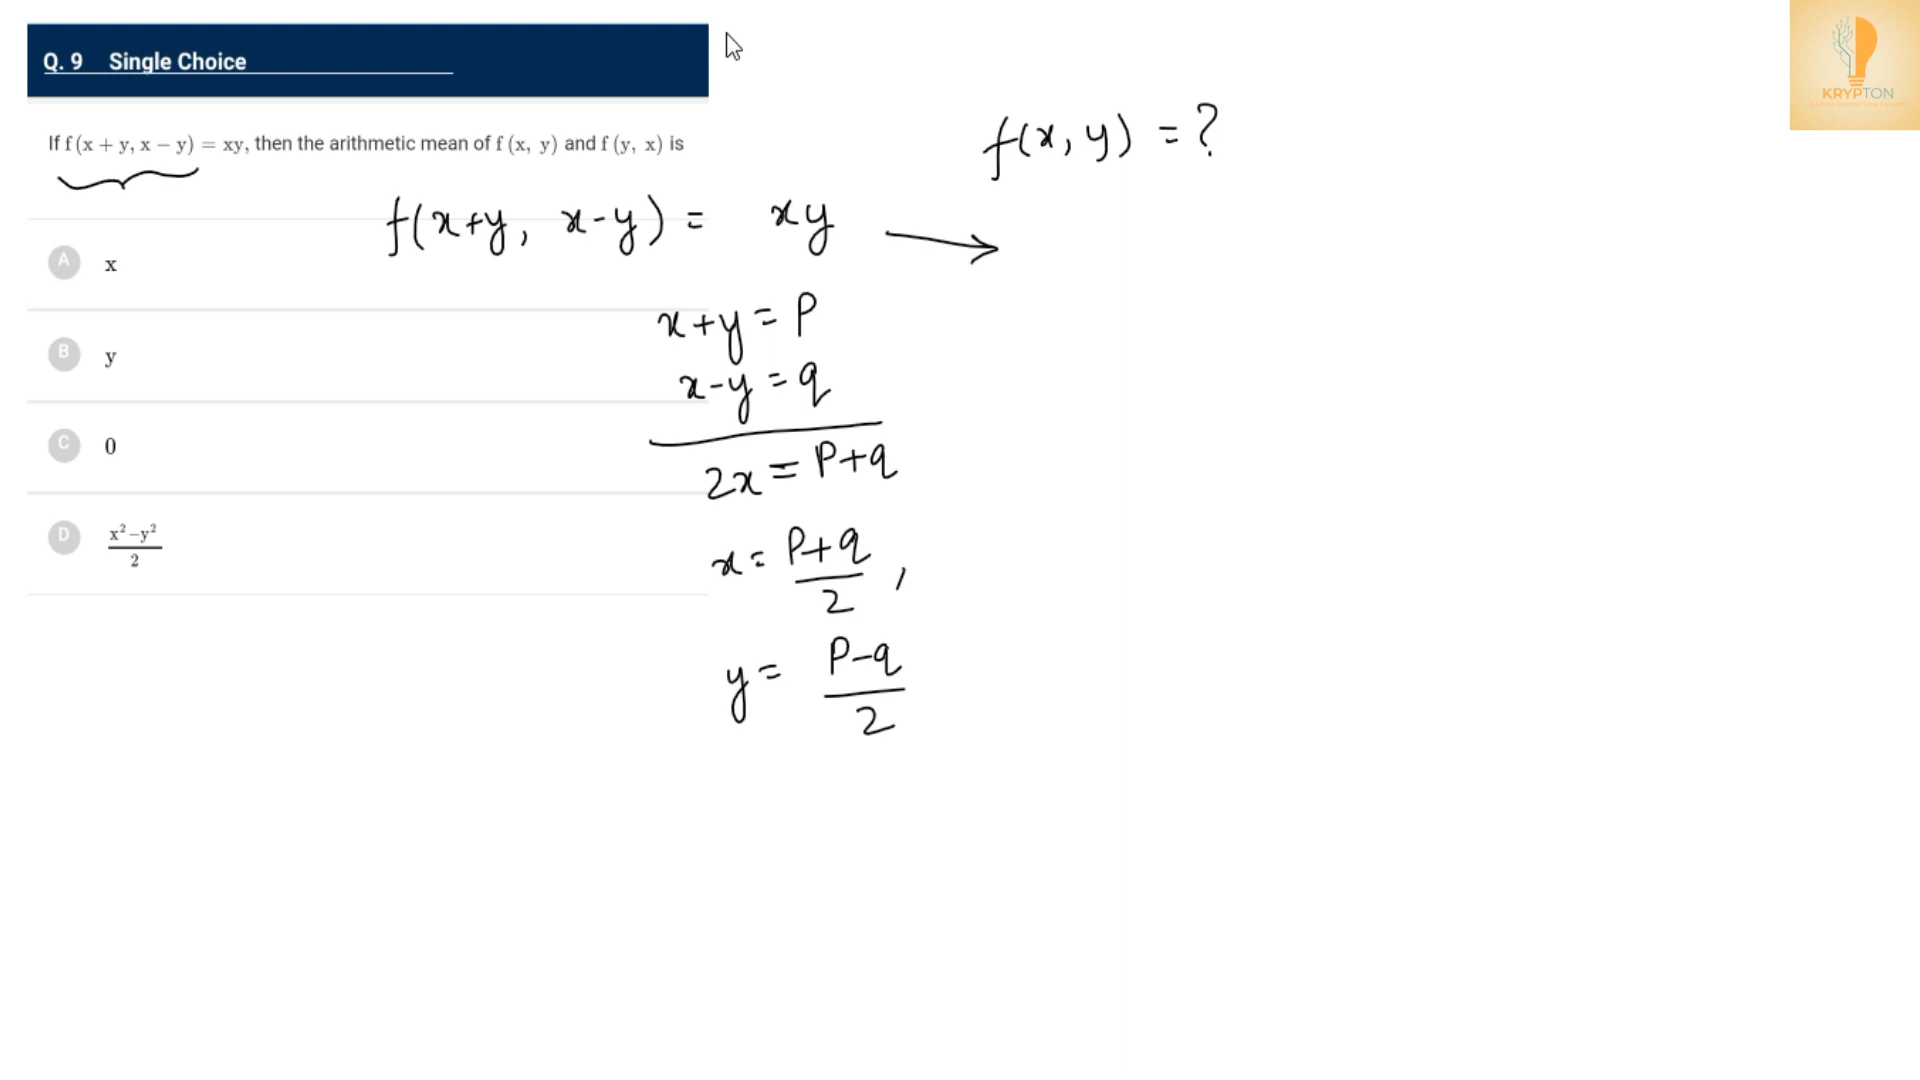 Q. 9 Single Choice
If f (x + y, x − y) = xy, then the arithmetic mean of f (x, y) and f (y, x) is
A x
B y
C 0
D x²−y²
2
f(x, y) = ?
f(x+y, x-y) = xy →
x+y = P
x-y = q
2x = P+q
x = P+q
2 ,
y = P-q
2
KRYPTON